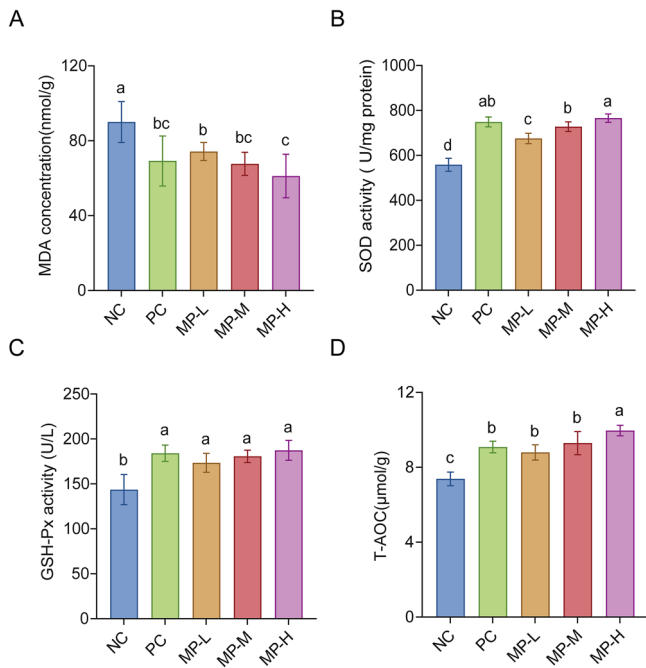 A
MDA concentration(nmol/g)
120
80
40
0
a
bc
b
bc
c
NC
PC
MP-L
MP-M
MP-H
B
SOD activity ( U/mg protein)
1000
800
600
400
200
0
d
ab
c
b
a
NC
PC
MP-L
MP-M
MP-H
C
GSH-Px activity (U/L)
250
200
150
100
50
0
b
a
a
a
a
NC
PC
MP-L
MP-M
MP-H
D
T-AOC(μmol/g)
12
8
4
0
c
b
b
b
a
NC
PC
MP-L
MP-M
MP-H